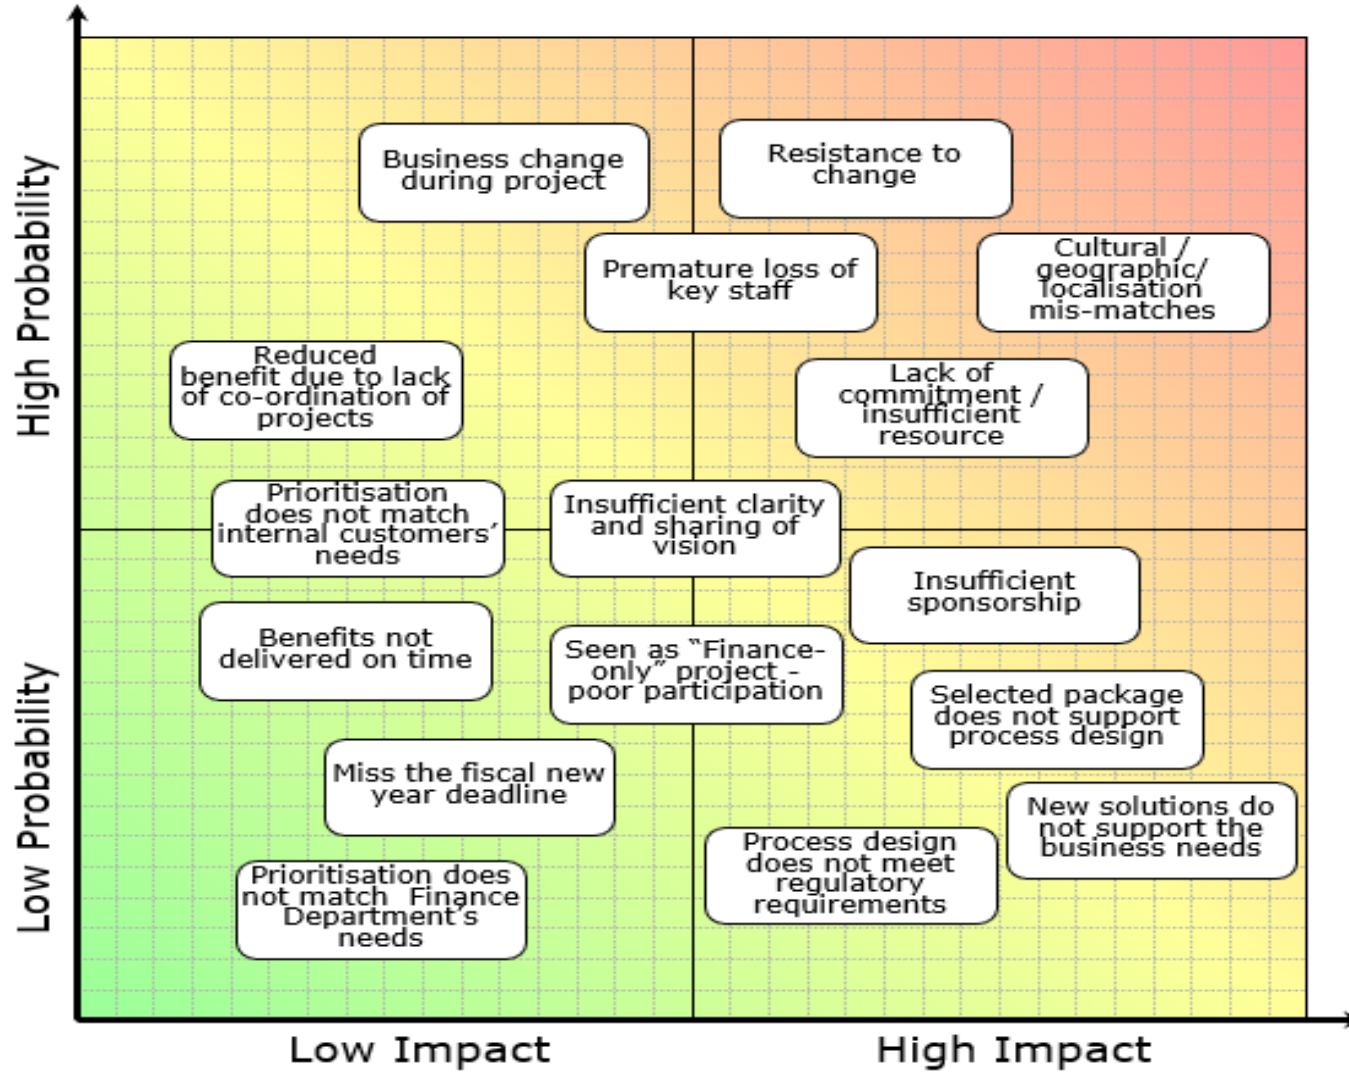 High Probability
Low Probability
Business change
during project
Resistance to
change
Premature loss of
key staff
Cultural /
geographic/
localisation
mis-matches
Reduced
benefit due to lack
of co-ordination of
projects
Lack of
commitment /
insufficient
resource
Prioritisation
does not match
internal customers’
needs
Insufficient clarity
and sharing of
vision
Insufficient
sponsorship
Benefits not
delivered on time
Seen as “Finance-
only” project -
poor participation
Selected package
does not support
process design
Miss the fiscal new
year deadline
New solutions do
not support the
business needs
Process design
does not meet
regulatory
requirements
Prioritisation does
not match  Finance
Department’s
needs
Low Impact
High Impact